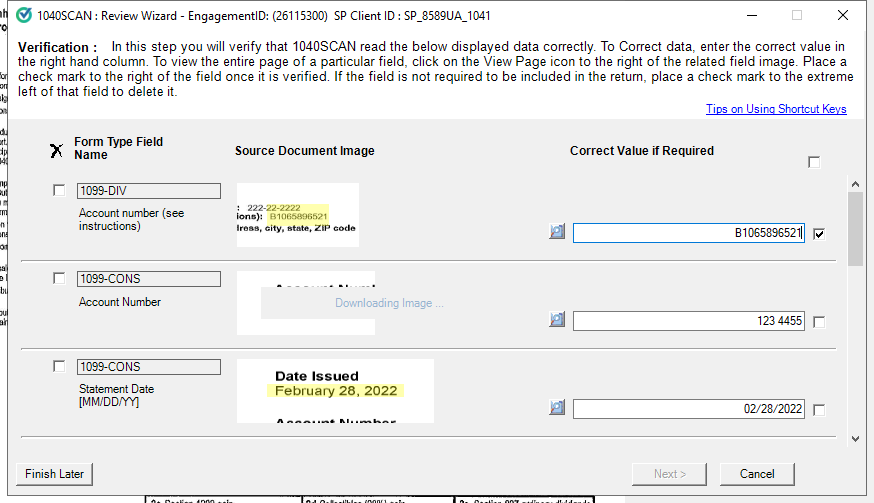 1040SCAN : Review Wizard - EngagementID: (26115300)  SP Client ID : SP_8589UA_1041
Verification :   In this step you will verify that 1040SCAN read the below displayed data correctly. To Correct data, enter the correct value in
the right hand column. To view the entire page of a particular field, click on the View Page icon to the right of the related field image. Place a
check mark to the right of the field once it is verified. If the field is not required to be included in the return, place a check mark to the extreme
left of that field to delete it.
Tips on Using Shortcut Keys
X
Form Type Field
Name
Source Document Image
Correct Value if Required
1099-DIV
Account number (see
instructions)
: 222-22-2222
ions): B1065896521
dress, city, state, ZIP code
B1065896521
1099-CONS
Account Number
Downloading Image ...
123 4455
1099-CONS
Statement Date
[MM/DD/YY]
Date Issued
February 28, 2022
Account Number
02/28/2022
Finish Later
Next >
Cancel